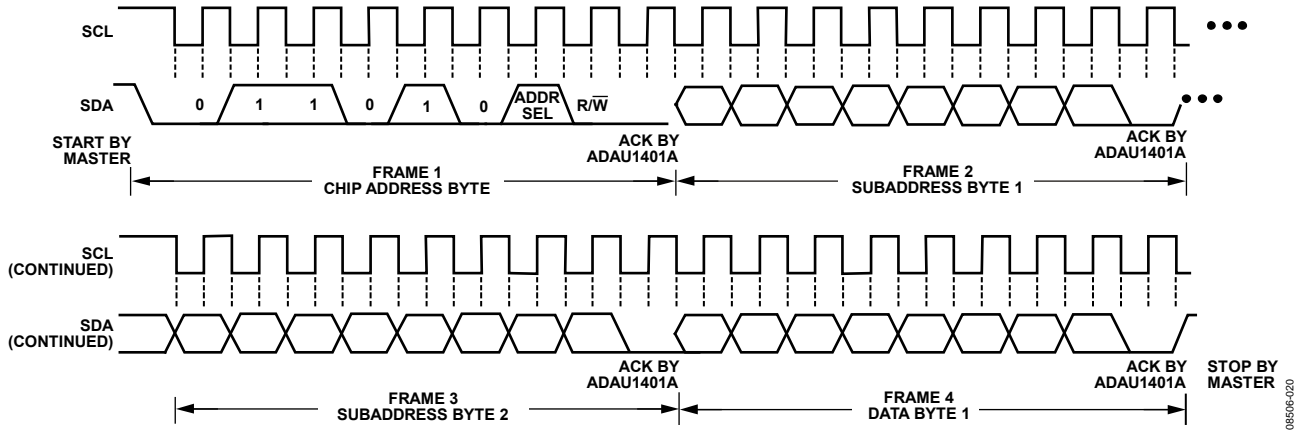 SCL
SDA
0 1 1 0 1 0 ADDR SEL R/W̅
START BY
MASTER
ACK BY
ADAU1401A
ACK BY
ADAU1401A
FRAME 1
CHIP ADDRESS BYTE
FRAME 2
SUBADDRESS BYTE 1
SCL
(CONTINUED)
SDA
(CONTINUED)
ACK BY
ADAU1401A
ACK BY
ADAU1401A
STOP BY
MASTER
FRAME 3
SUBADDRESS BYTE 2
FRAME 4
DATA BYTE 1
08506-020